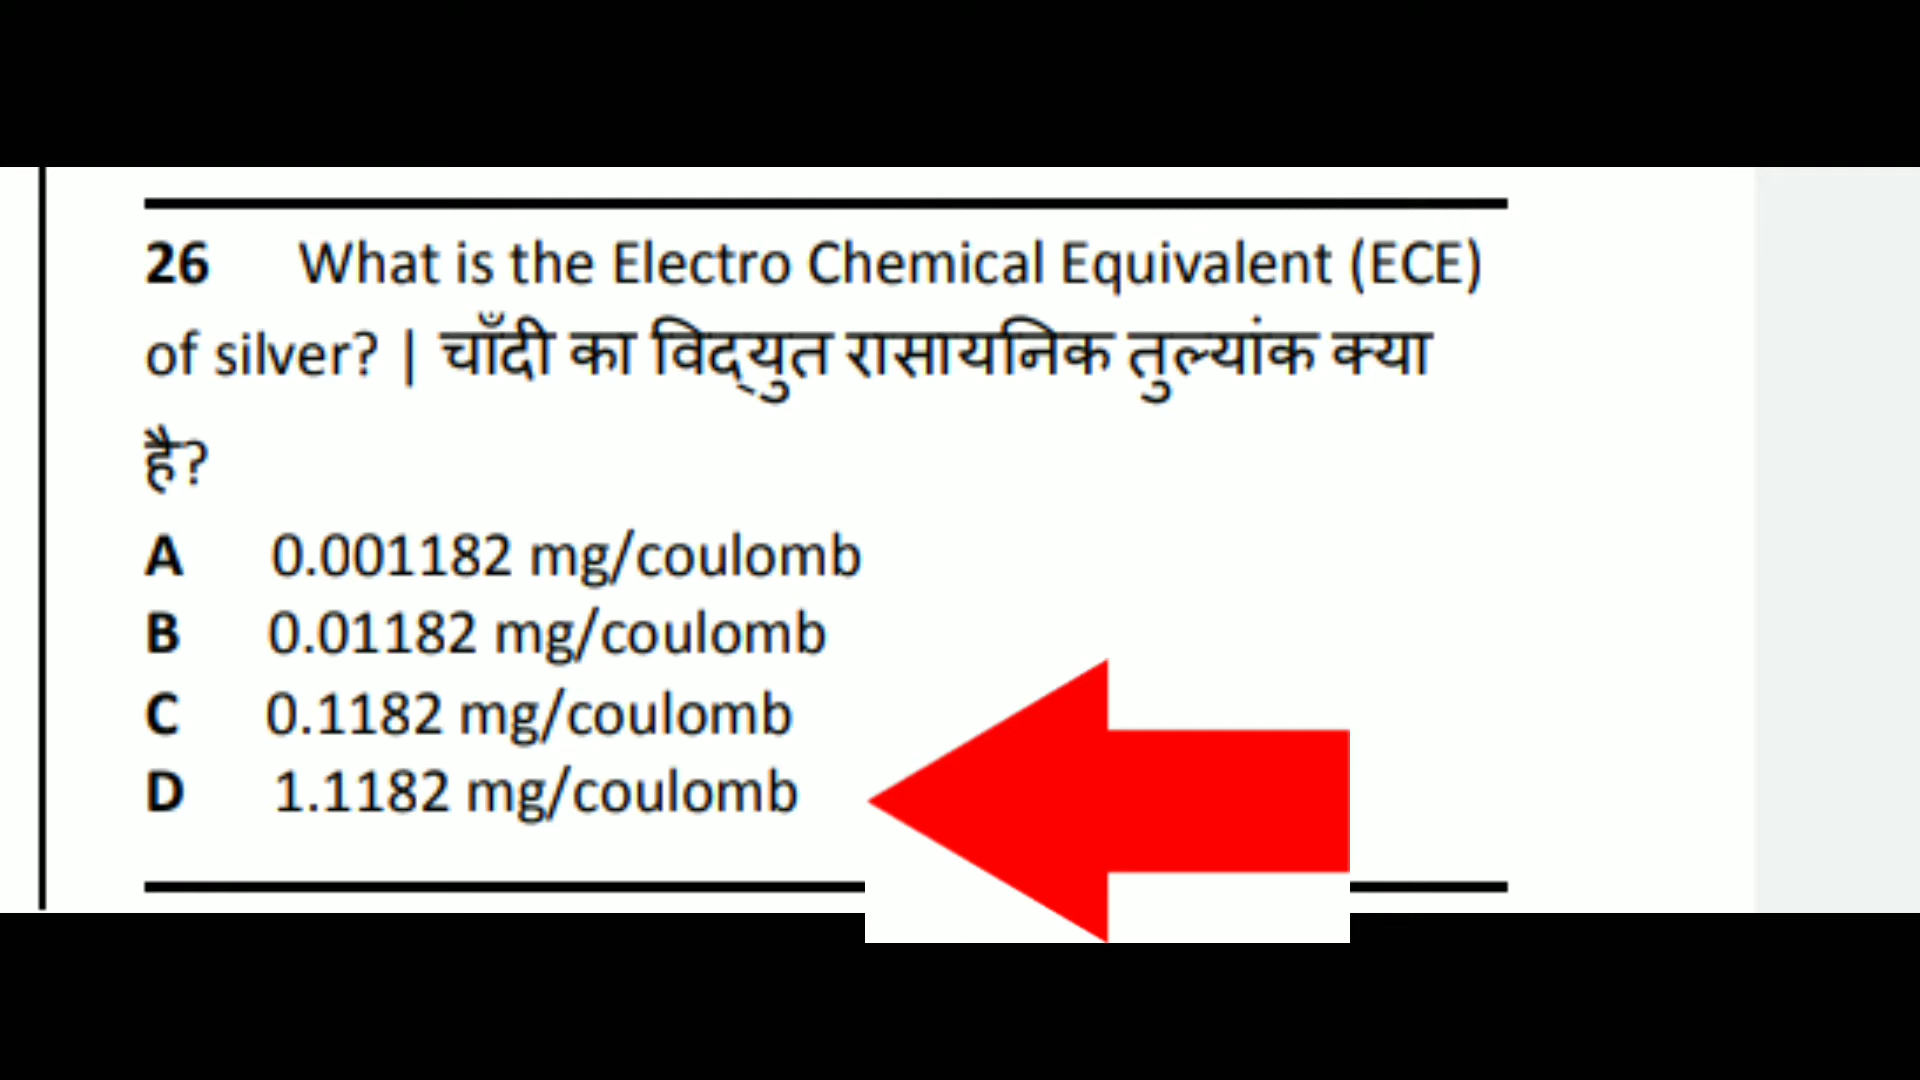 26 What is the Electro Chemical Equivalent (ECE)
of silver? | चाँदी का विद्युत रासायनिक तुल्यांक क्या
है?
A 0.001182 mg/coulomb
B 0.01182 mg/coulomb
C 0.1182 mg/coulomb
D 1.1182 mg/coulomb